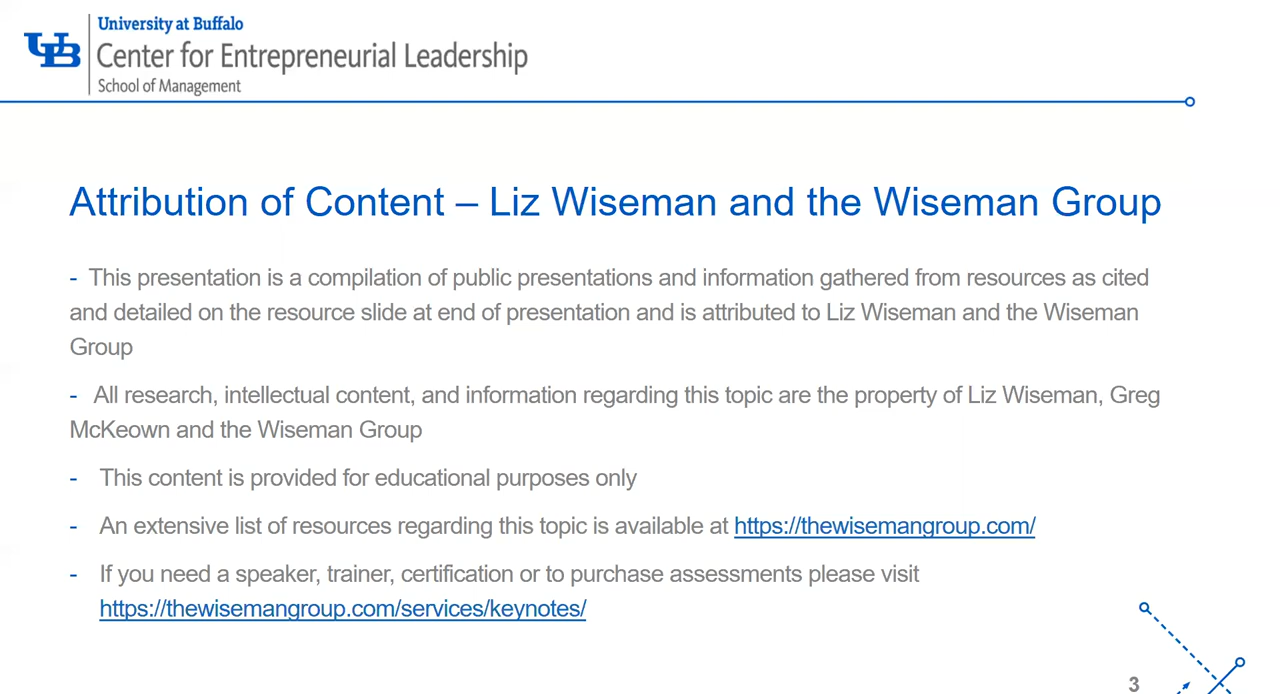 UB
University at Buffalo
Center for Entrepreneurial Leadership
School of Management
Attribution of Content – Liz Wiseman and the Wiseman Group
- This presentation is a compilation of public presentations and information gathered from resources as cited
and detailed on the resource slide at end of presentation and is attributed to Liz Wiseman and the Wiseman
Group
- All research, intellectual content, and information regarding this topic are the property of Liz Wiseman, Greg
McKeown and the Wiseman Group
- This content is provided for educational purposes only
- An extensive list of resources regarding this topic is available at https://thewisemangroup.com/
- If you need a speaker, trainer, certification or to purchase assessments please visit
https://thewisemangroup.com/services/keynotes/
3